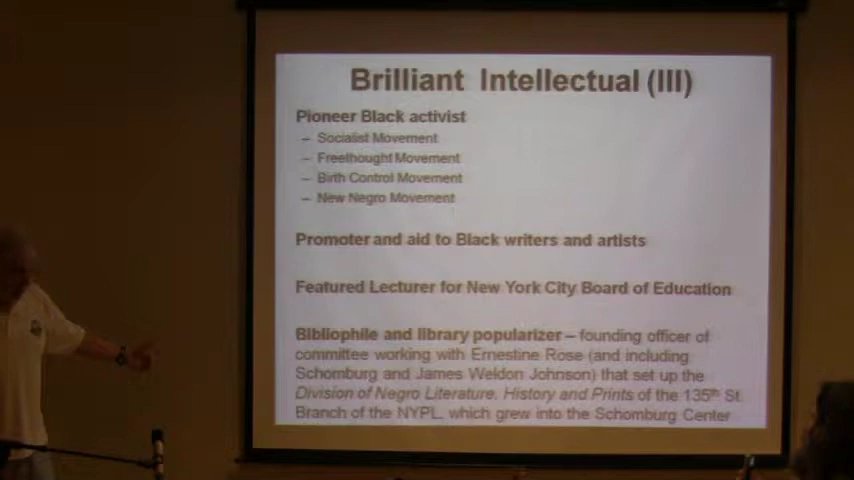 Brilliant Intellectual (III)
Pioneer Black activist
– Socialist Movement
– Freethought Movement
– Birth Control Movement
– New Negro Movement
Promoter and aid to Black writers and artists
Featured Lecturer for New York City Board of Education
Bibliophile and library popularizer – founding officer of
committee working with Ernestine Rose (and including
Schomburg and James Weldon Johnson) that set up the
Division of Negro Literature, History and Prints of the 135th St.
Branch of the NYPL, which grew into the Schomburg Center